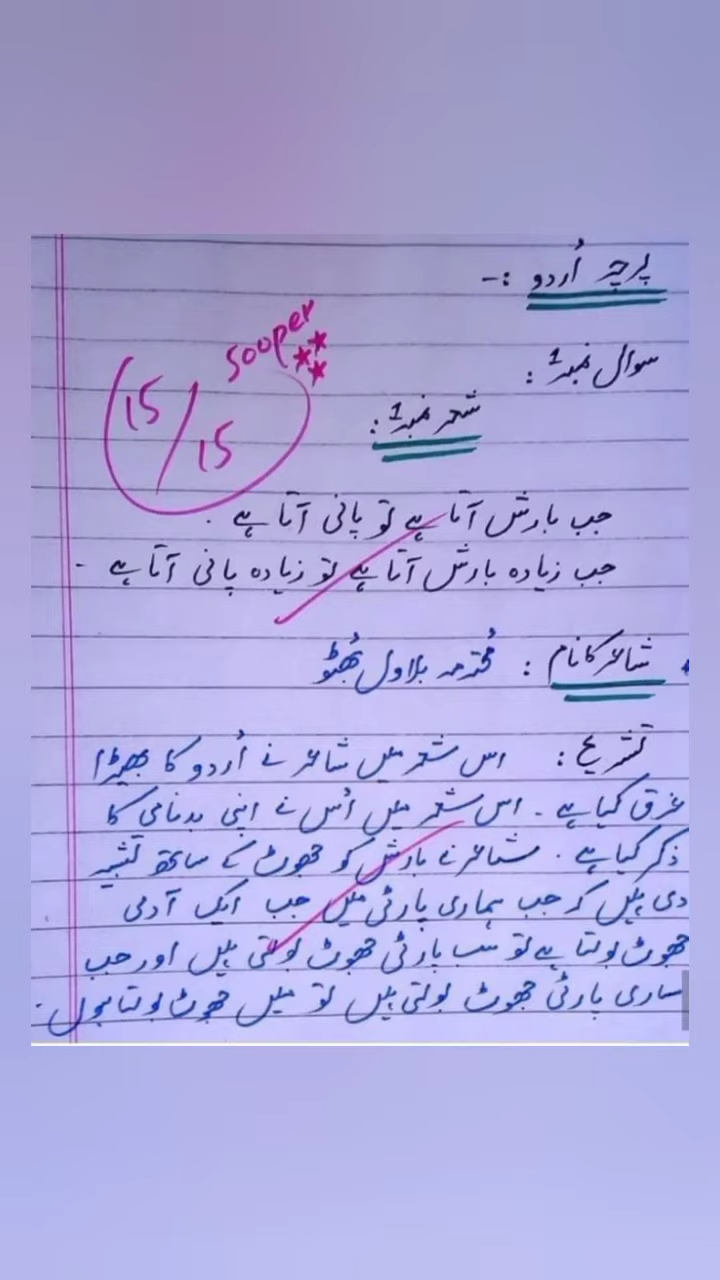 پرچہ اُردو :-
سوال نمبر 1 :
شعر نمبر 1 :
sooper
15/15
جب بارش آتا ہے تو پانی آتا ہے ۔
جب زیادہ بارش آتا ہے تو زیادہ پانی آتا ہے ۔
شاعر کا نام : مُحترمہ بلاول بُھٹو
تشریح : اس شعر میں شاعر نے اُردو کا بھیڑا
غرق کیا ہے ۔ اس شعر میں اُس نے اپنی بدنامی کا
ذکر کیا ہے ۔ شاعر نے بارش کو جھوٹ کے ساتھ تشبیہ
دی ہیں کہ جب ہماری پارٹی میں جب ایک آدمی
جھوٹ بولتا ہے تو سب پارٹی جھوٹ بولتی ہیں اور جب
ساری پارٹی جھوٹ بولتی ہیں تو میں جھوٹ بولتا ہوں ۔